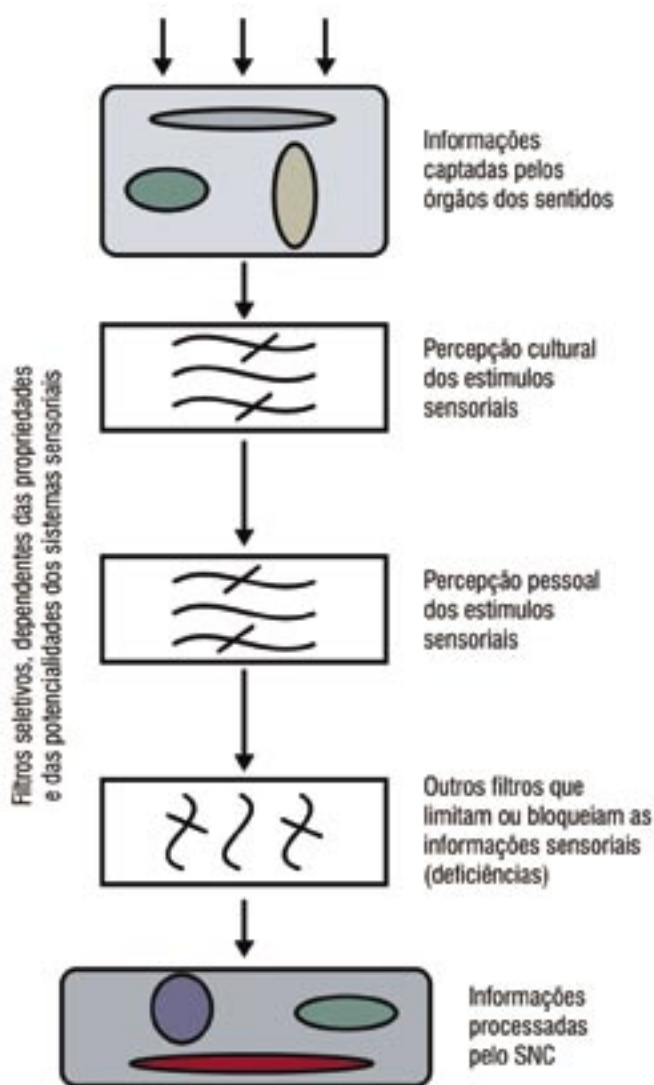 Informações
captadas pelos
órgãos dos sentidos
Filtros seletivos, dependentes das propriedades
e das potencialidades dos sistemas sensoriais
Percepção cultural
dos estímulos
sensoriais
Percepção pessoal
dos estímulos
sensoriais
Outros filtros que
limitam ou bloqueiam as
informações sensoriais
(deficiências)
Informações
processadas
pelo SNC